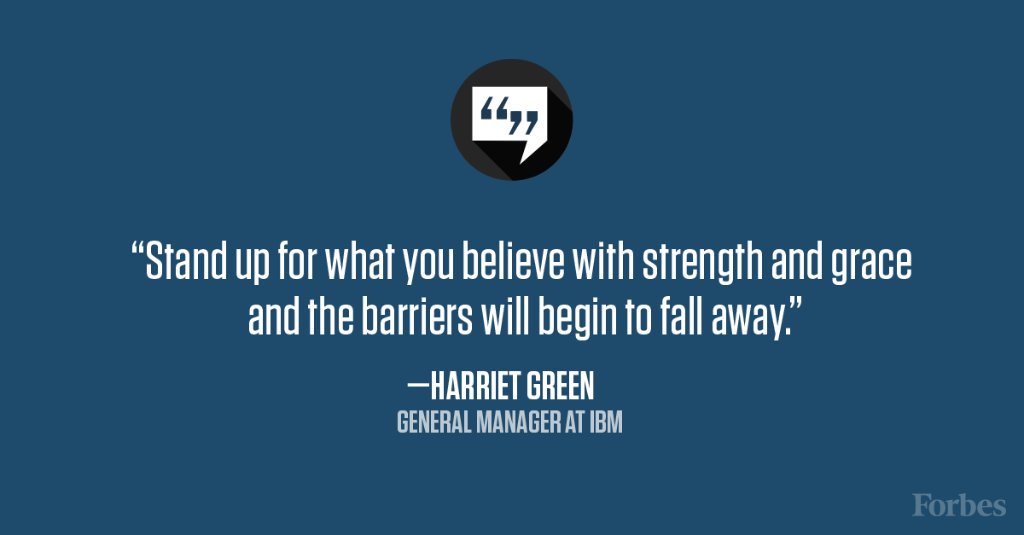 “Stand up for what you believe with strength and grace
and the barriers will begin to fall away.”
—HARRIET GREEN
GENERAL MANAGER AT IBM
Forbes